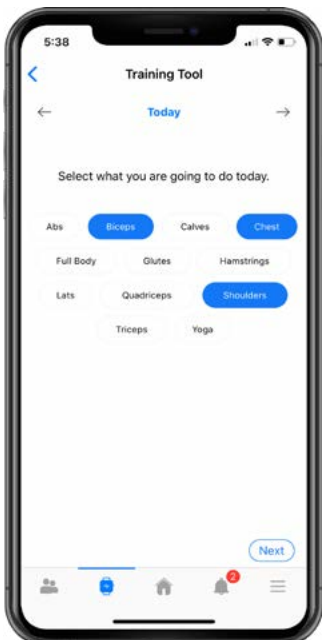 5:38
Training Tool
← Today →
Select what you are going to do today.
Abs Biceps Calves Chest
Full Body Glutes Hamstrings
Lats Quadriceps Shoulders
Triceps Yoga
Next
2